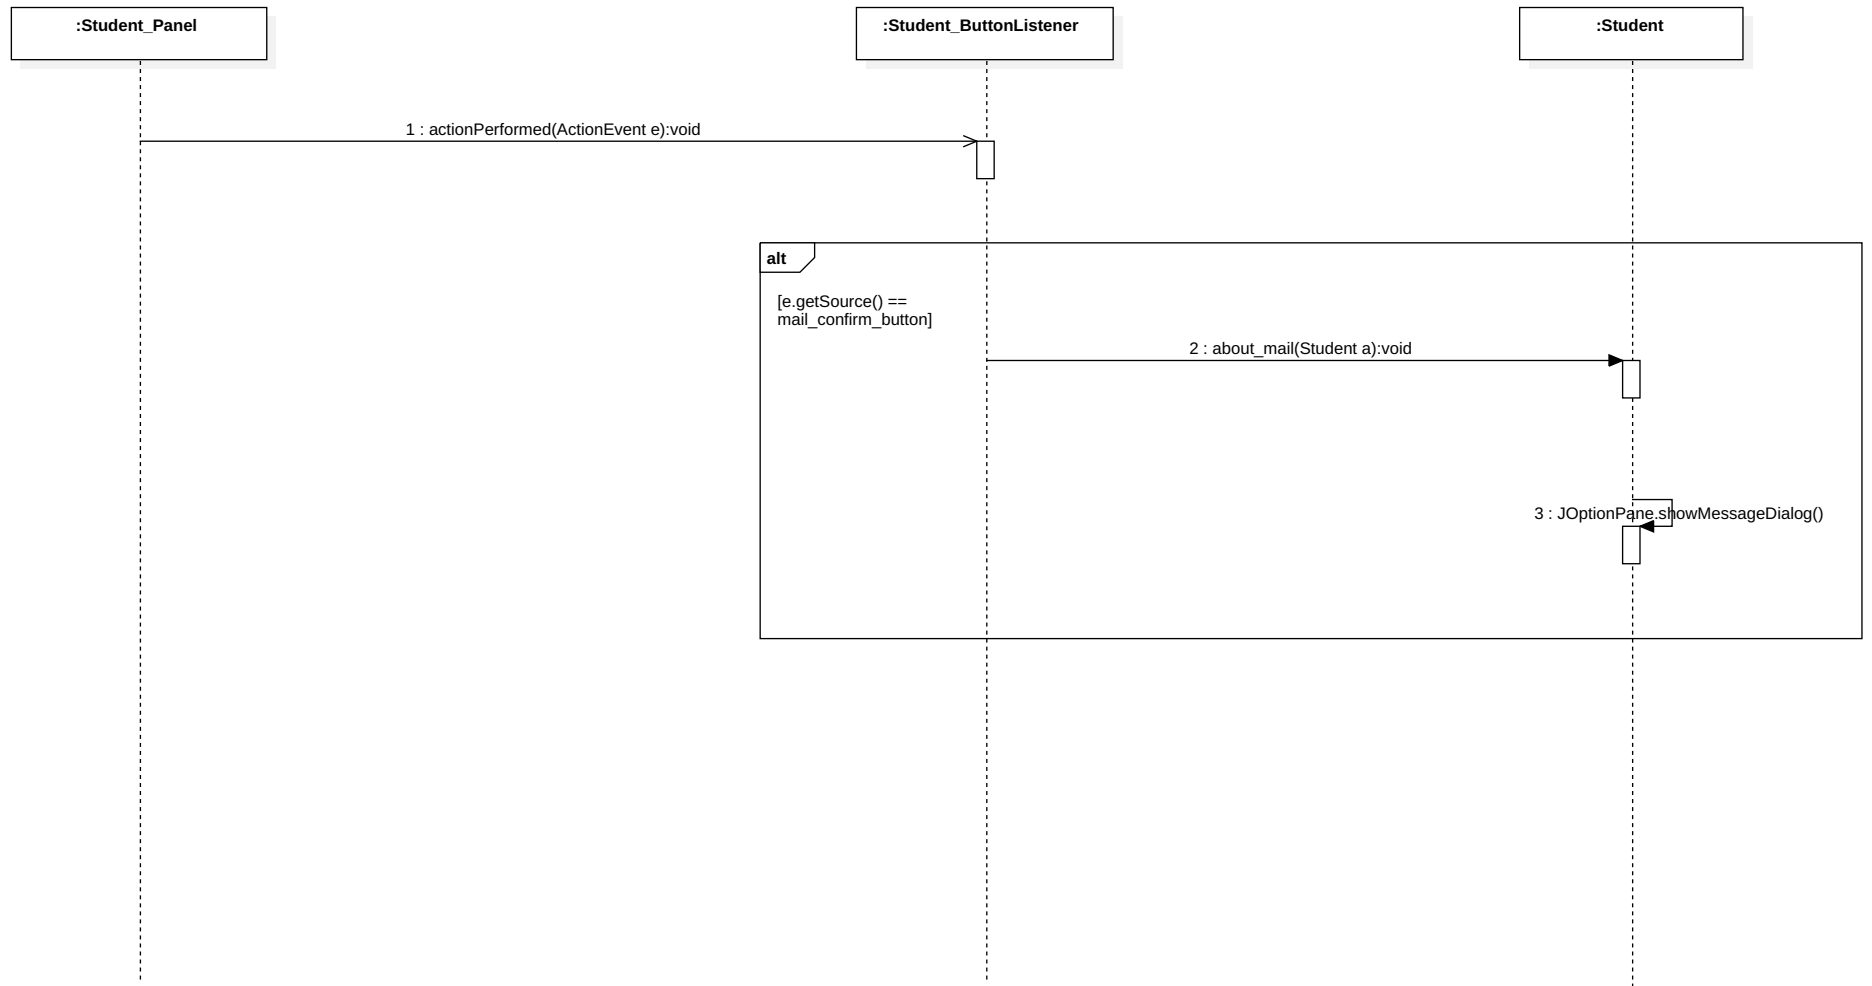 :Student_Panel
:Student_ButtonListener
:Student
1 : actionPerformed(ActionEvent e):void
alt
[e.getSource() ==
mail_confirm_button]
2 : about_mail(Student a):void
3 : JOptionPane.showMessageDialog()